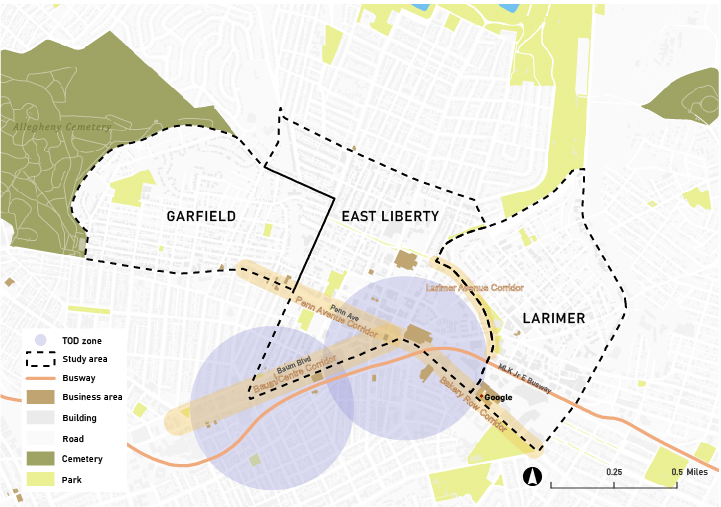 Allegheny Cemetery
GARFIELD
EAST LIBERTY
Larimer Avenue Corridor
Penn Ave
Penn Avenue Corridor
LARIMER
Baum Blvd
Baum/Centre Corridor
MLK Jr E Busway
Google
Bakery Row Corridor
TOD zone
Study area
Busway
Business area
Building
Road
Cemetery
Park
0.25
0.5 Miles